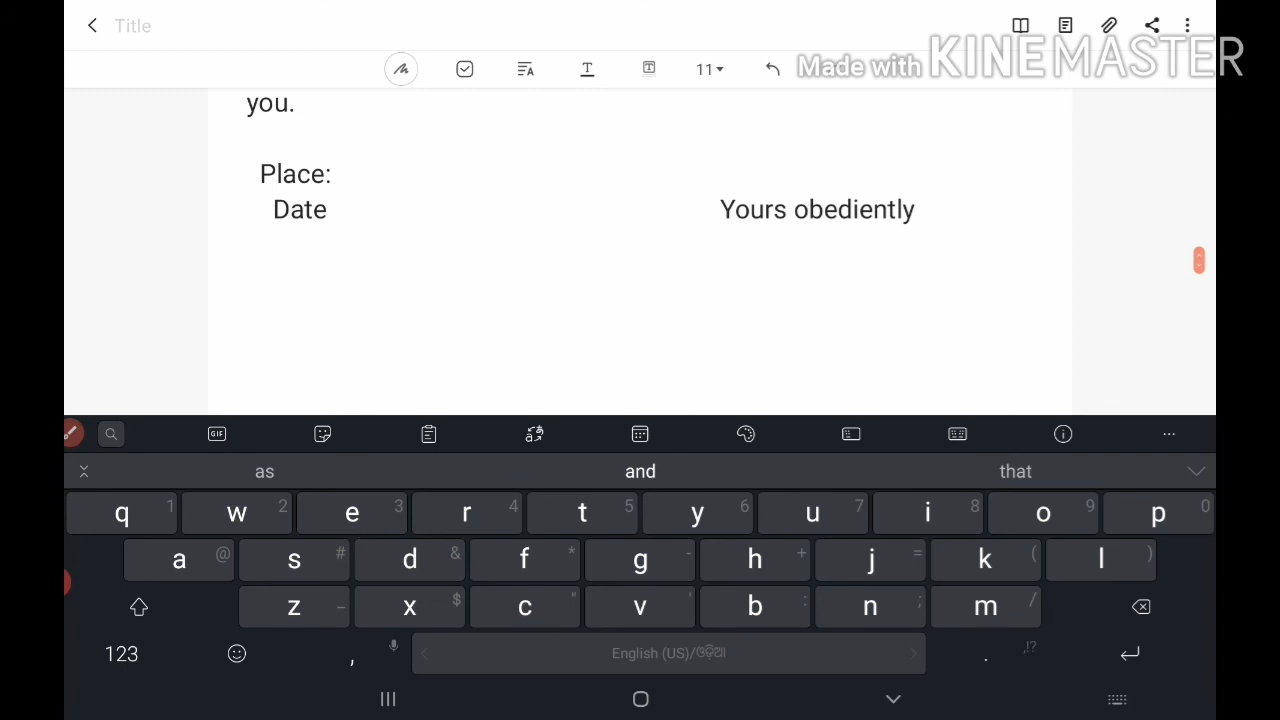 Title
Made with KINEMASTER
11
you.
Place:
Date Yours obediently
GIF
as and that
q 1 w 2 e 3 r 4 t 5 y 6 u 7 i 8 o 9 p 0
a @ s # d & f * g - h + j = k ( l )
z _ x $ c " v ' b : n ; m /
123 , English (US)/ଓଡ଼ିଆ . ,!?